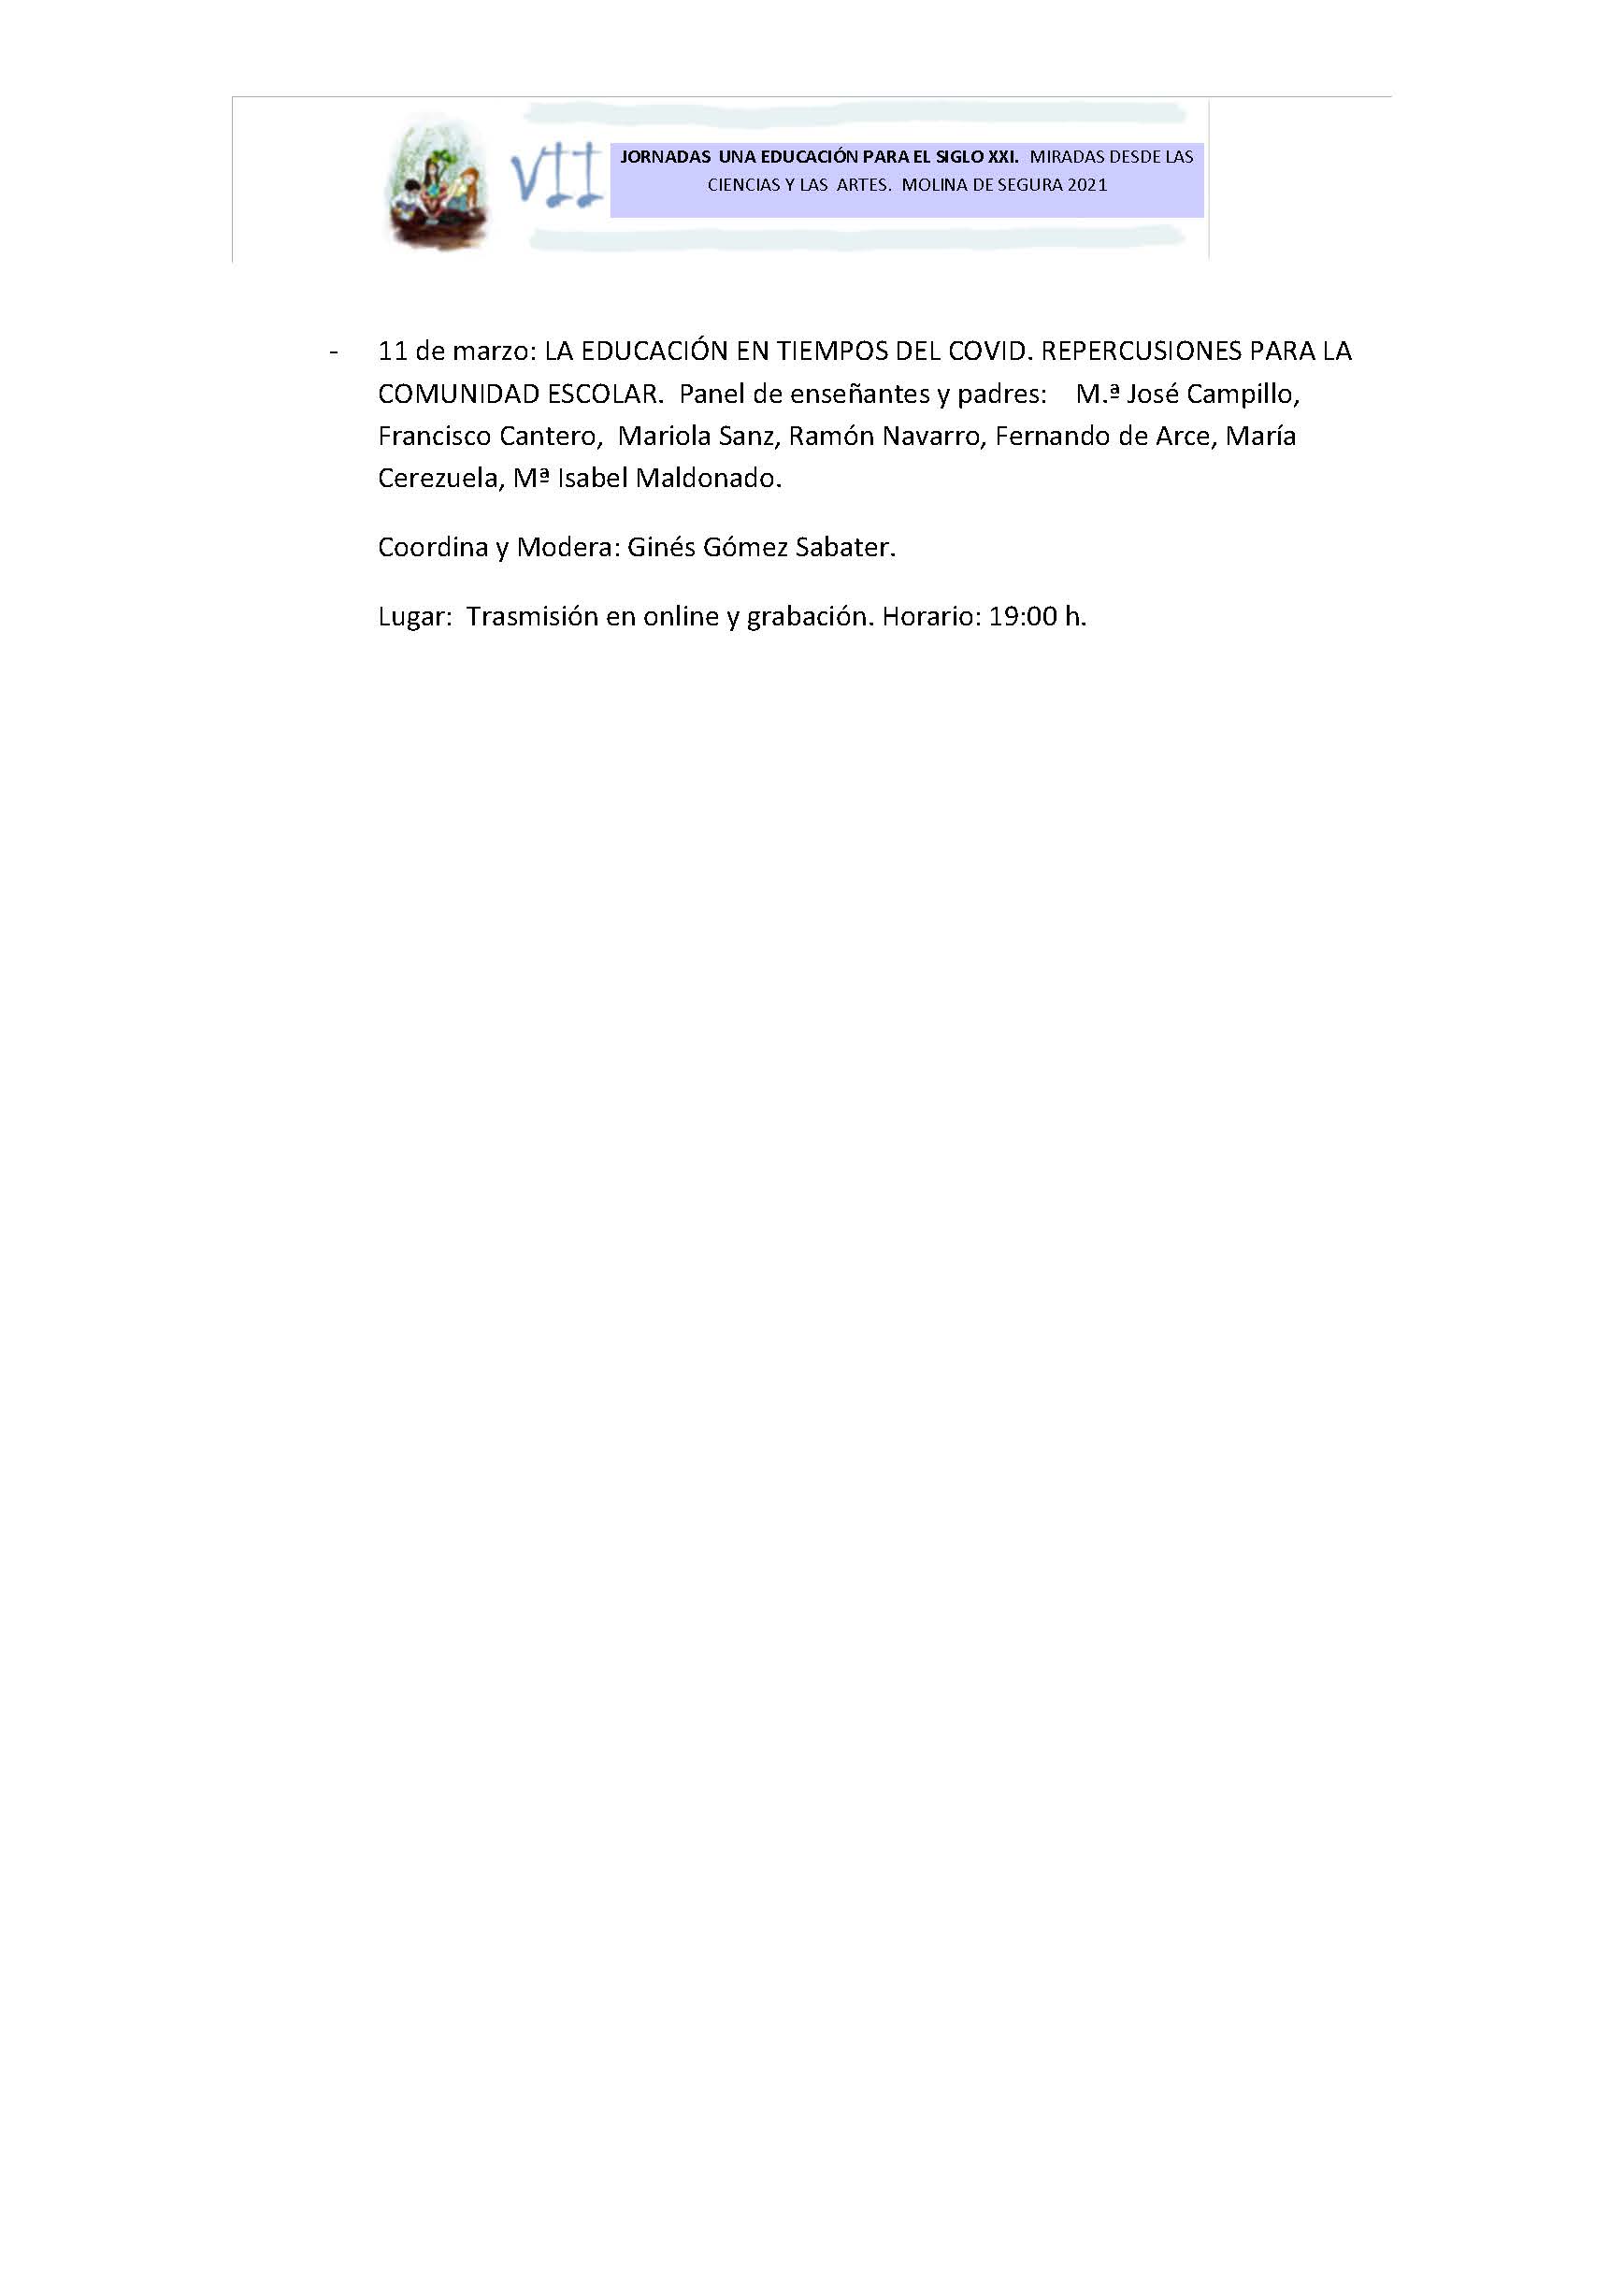 VII
JORNADAS UNA EDUCACIÓN PARA EL SIGLO XXI. MIRADAS DESDE LAS
CIENCIAS Y LAS ARTES. MOLINA DE SEGURA 2021
- 11 de marzo: LA EDUCACIÓN EN TIEMPOS DEL COVID. REPERCUSIONES PARA LA
COMUNIDAD ESCOLAR. Panel de enseñantes y padres: M.ª José Campillo,
Francisco Cantero, Mariola Sanz, Ramón Navarro, Fernando de Arce, María
Cerezuela, Mª Isabel Maldonado.
Coordina y Modera: Ginés Gómez Sabater.
Lugar: Trasmisión en online y grabación. Horario: 19:00 h.